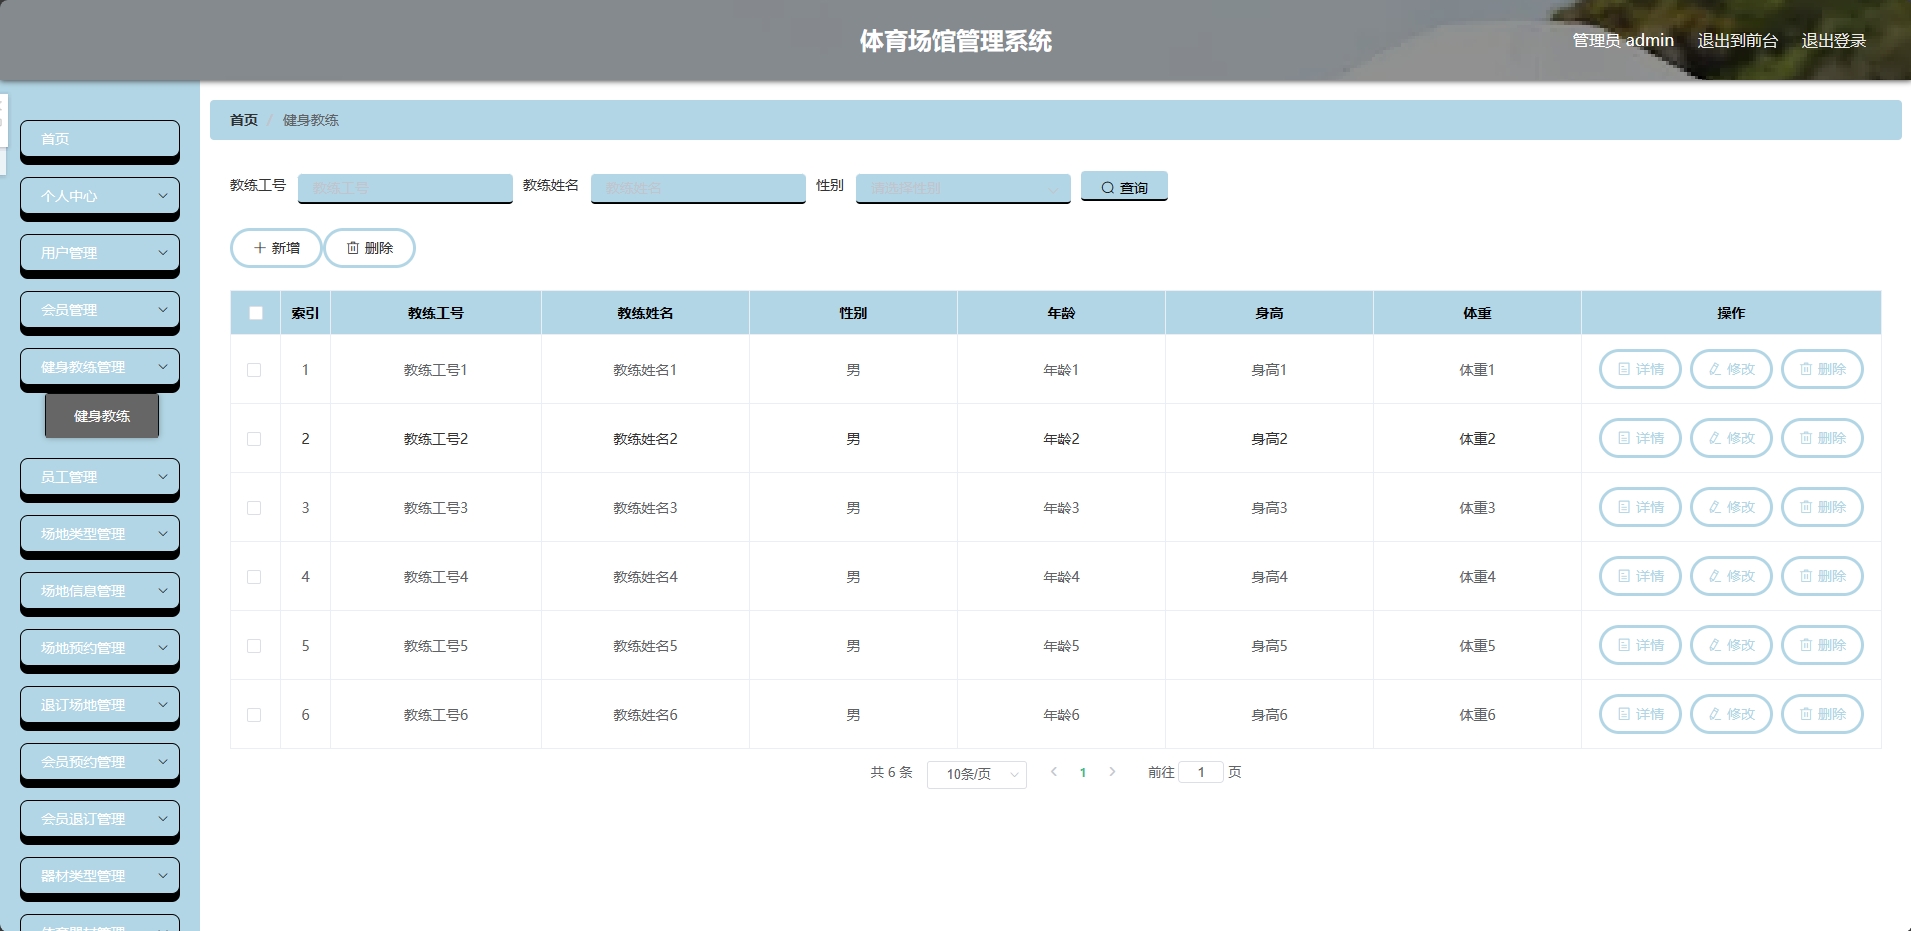 体育场馆管理系统
管理员 admin 退出到前台 退出登录
首页
个人中心
用户管理
会员管理
健身教练管理
健身教练
员工管理
场地类型管理
场地信息管理
场地预约管理
退订场地管理
会员预约管理
会员退订管理
器材类型管理
体育器材管理
首页 / 健身教练
教练工号 教练工号 教练姓名 教练姓名 性别 请选择性别 查询
新增 删除
索引 教练工号 教练姓名 性别 年龄 身高 体重 操作
1 教练工号1 教练姓名1 男 年龄1 身高1 体重1 详情 修改 删除
2 教练工号2 教练姓名2 男 年龄2 身高2 体重2 详情 修改 删除
3 教练工号3 教练姓名3 男 年龄3 身高3 体重3 详情 修改 删除
4 教练工号4 教练姓名4 男 年龄4 身高4 体重4 详情 修改 删除
5 教练工号5 教练姓名5 男 年龄5 身高5 体重5 详情 修改 删除
6 教练工号6 教练姓名6 男 年龄6 身高6 体重6 详情 修改 删除
共 6 条 10条/页 1 前往 1 页